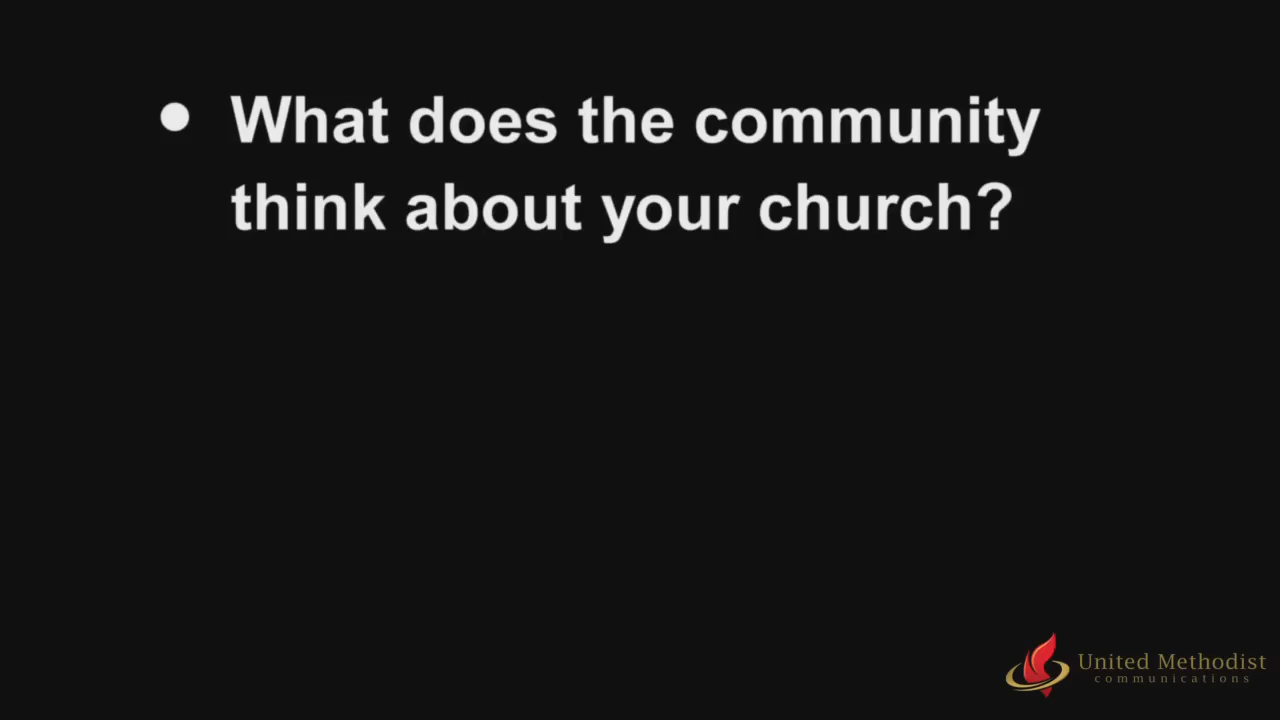 • What does the community
think about your church?
United Methodist
communications